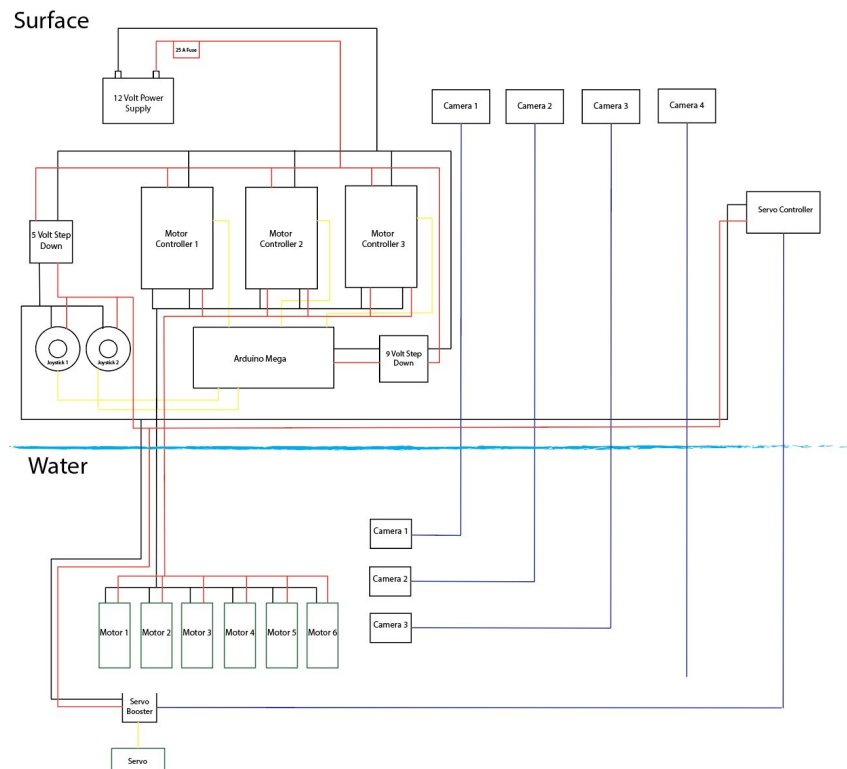 Surface
25 A Fuse
12 Volt Power
Supply
Camera 1
Camera 2
Camera 3
Camera 4
5 Volt Step
Down
Motor
Controller 1
Motor
Controller 2
Motor
Controller 3
Servo Controller
Joystick 1
Joystick 2
Arduino Mega
9 Volt Step
Down
Water
Camera 1
Camera 2
Camera 3
Motor 1
Motor 2
Motor 3
Motor 4
Motor 5
Motor 6
Servo
Booster
Servo